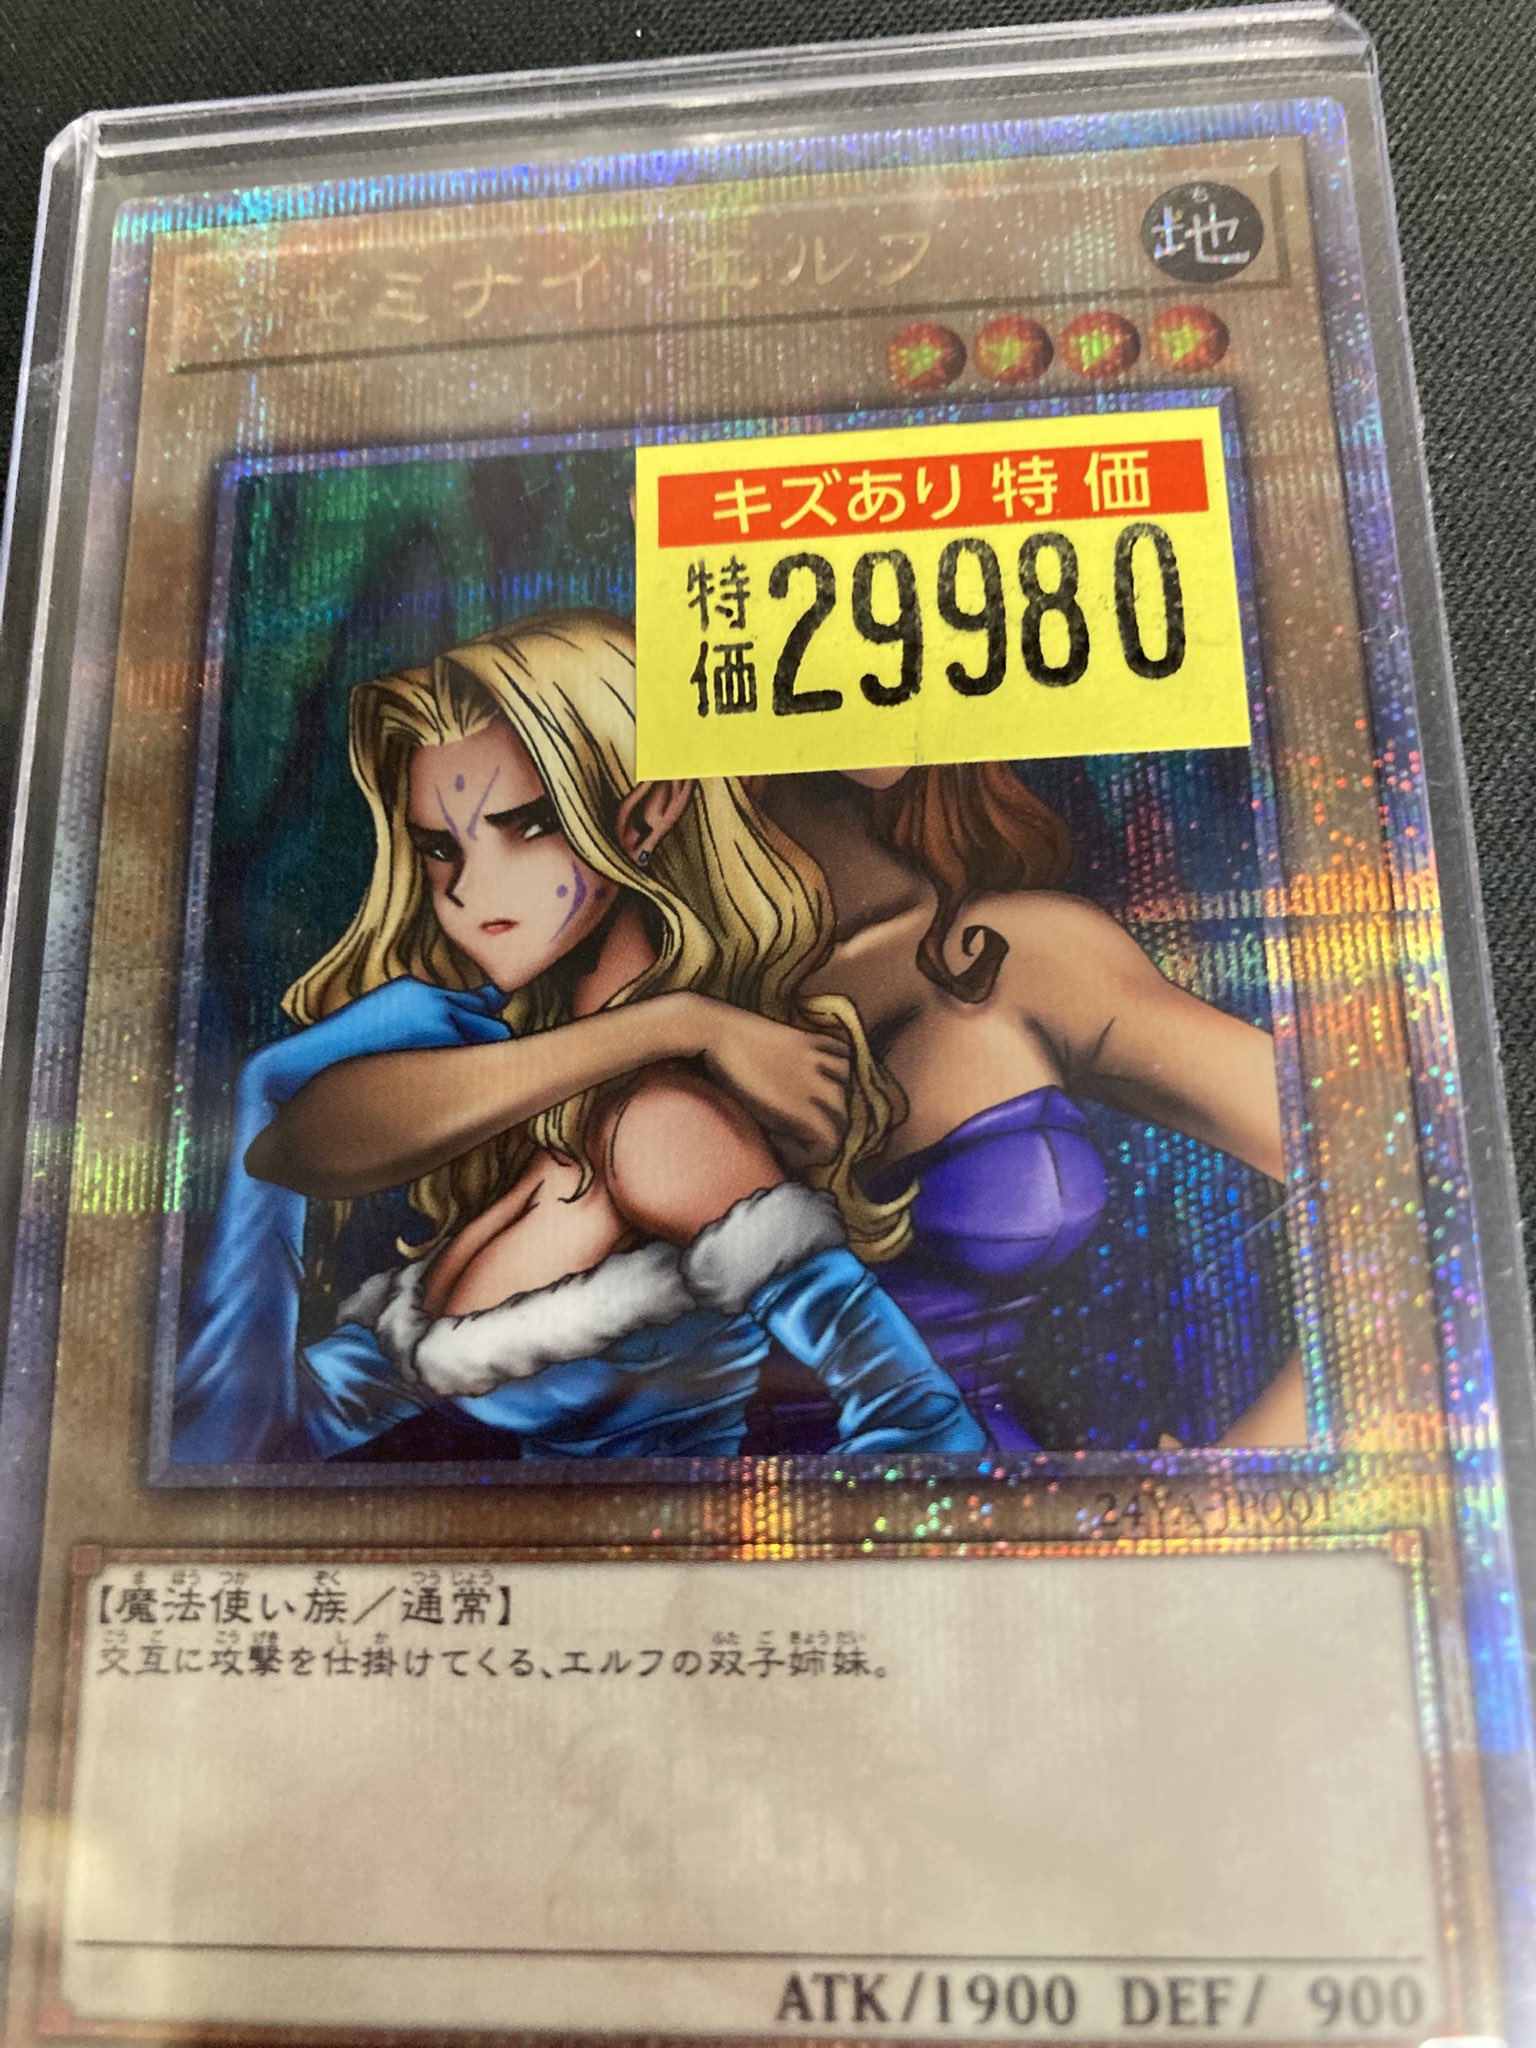 ジェミナイ・エルフ
地
キズあり特価
特価 29980
24YA-JP001
【魔法使い族／通常】
交互に攻撃を仕掛けてくる、エルフの双子姉妹。
ATK/1900 DEF/ 900